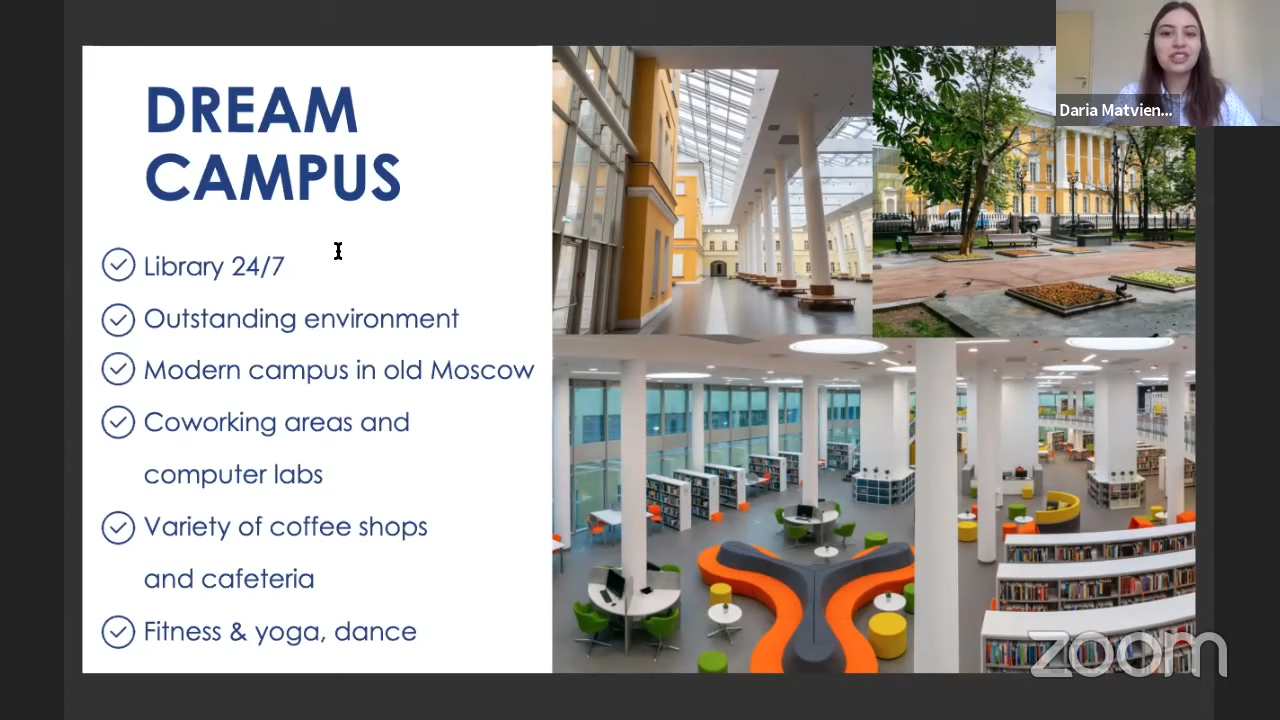 DREAM
CAMPUS
Library 24/7
Outstanding environment
Modern campus in old Moscow
Coworking areas and
computer labs
Variety of coffee shops
and cafeteria
Fitness & yoga, dance
Daria Matvien...
zoom